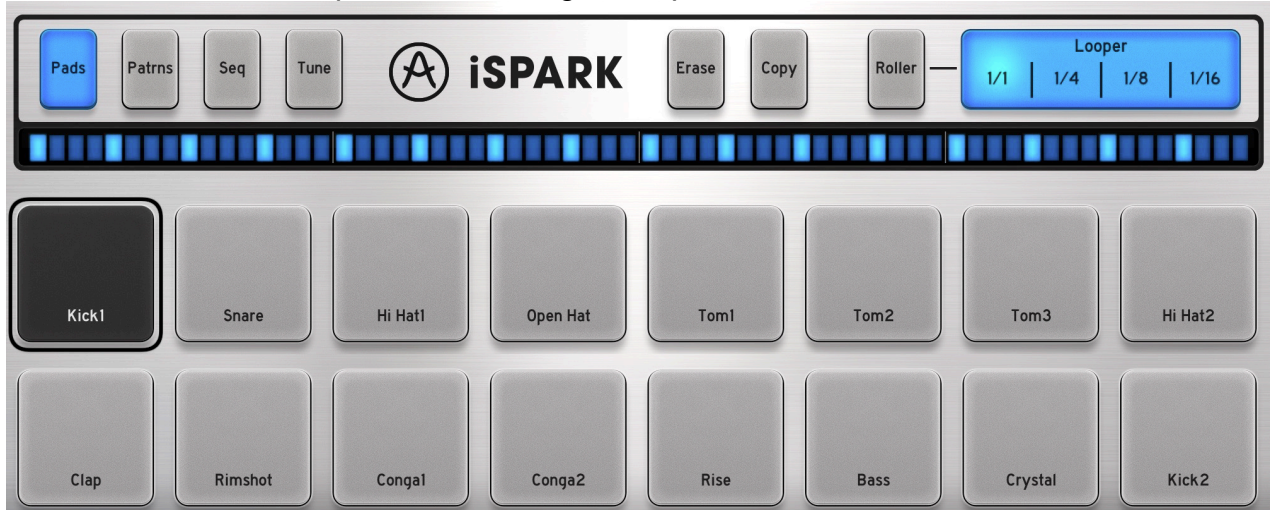 Pads Patrns Seq Tune iSPARK Erase Copy Roller Looper
1/1 1/4 1/8 1/16
Kick1 Snare Hi Hat1 Open Hat Tom1 Tom2 Tom3 Hi Hat2
Clap Rimshot Conga1 Conga2 Rise Bass Crystal Kick2